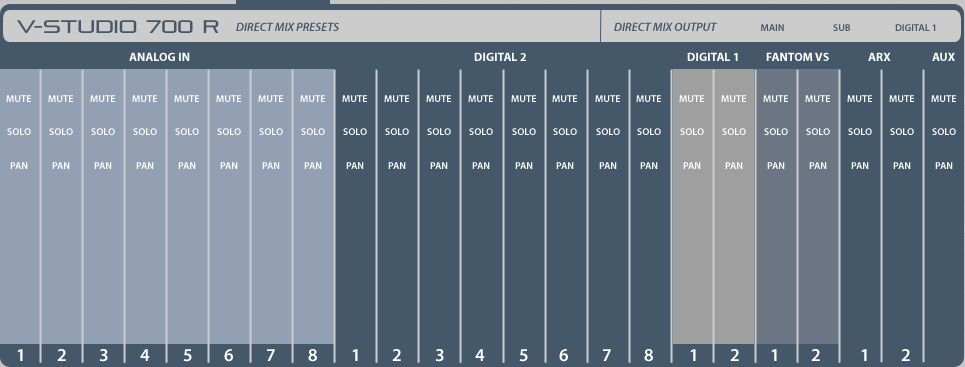 V-STUDIO 700 R DIRECT MIX PRESETS DIRECT MIX OUTPUT MAIN SUB DIGITAL 1
ANALOG IN DIGITAL 2 DIGITAL 1 FANTOM VS ARX AUX
MUTE MUTE MUTE MUTE MUTE MUTE MUTE MUTE MUTE MUTE MUTE MUTE MUTE MUTE MUTE MUTE MUTE MUTE MUTE MUTE MUTE MUTE MUTE
SOLO SOLO SOLO SOLO SOLO SOLO SOLO SOLO SOLO SOLO SOLO SOLO SOLO SOLO SOLO SOLO SOLO SOLO SOLO SOLO SOLO SOLO SOLO
PAN PAN PAN PAN PAN PAN PAN PAN PAN PAN PAN PAN PAN PAN PAN PAN PAN PAN PAN PAN PAN PAN PAN
1 2 3 4 5 6 7 8 1 2 3 4 5 6 7 8 1 2 1 2 1 2